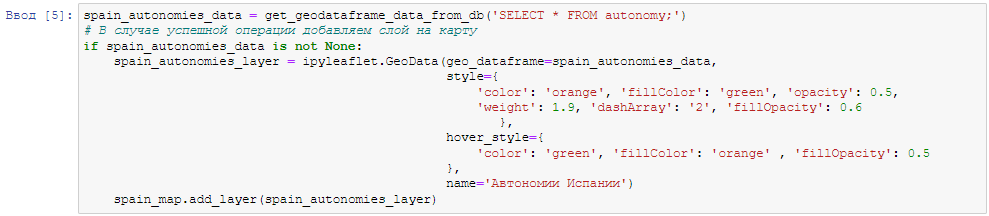 Ввод [5]: spain_autonomies_data = get_geodataframe_data_from_db('SELECT * FROM autonomy;')
# В случае успешной операции добавляем слой на карту
if spain_autonomies_data is not None:
    spain_autonomies_layer = ipyleaflet.GeoData(geo_dataframe=spain_autonomies_data,
                                                style={
                                                    'color': 'orange', 'fillColor': 'green', 'opacity': 0.5,
                                                    'weight': 1.9, 'dashArray': '2', 'fillOpacity': 0.6
                                                       },
                                                hover_style={
                                                    'color': 'green', 'fillColor': 'orange' , 'fillOpacity': 0.5
                                                },
                                                name='Автономии Испании')
    spain_map.add_layer(spain_autonomies_layer)